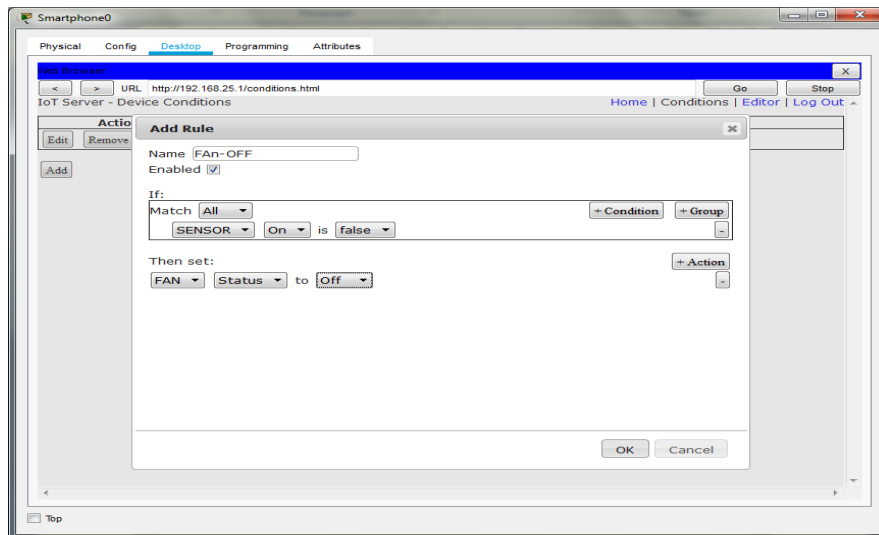 Smartphone0
Physical Config Desktop Programming Attributes
Web Browser X
< > URL http://192.168.25.1/conditions.html Go Stop
IoT Server - Device Conditions Home | Conditions | Editor | Log Out
Actio
Edit Remove
Add
Add Rule
Name FAn-OFF
Enabled
If:
Match All + Condition + Group
SENSOR On is false -
Then set: + Action
FAN Status to Off -
OK Cancel
Top